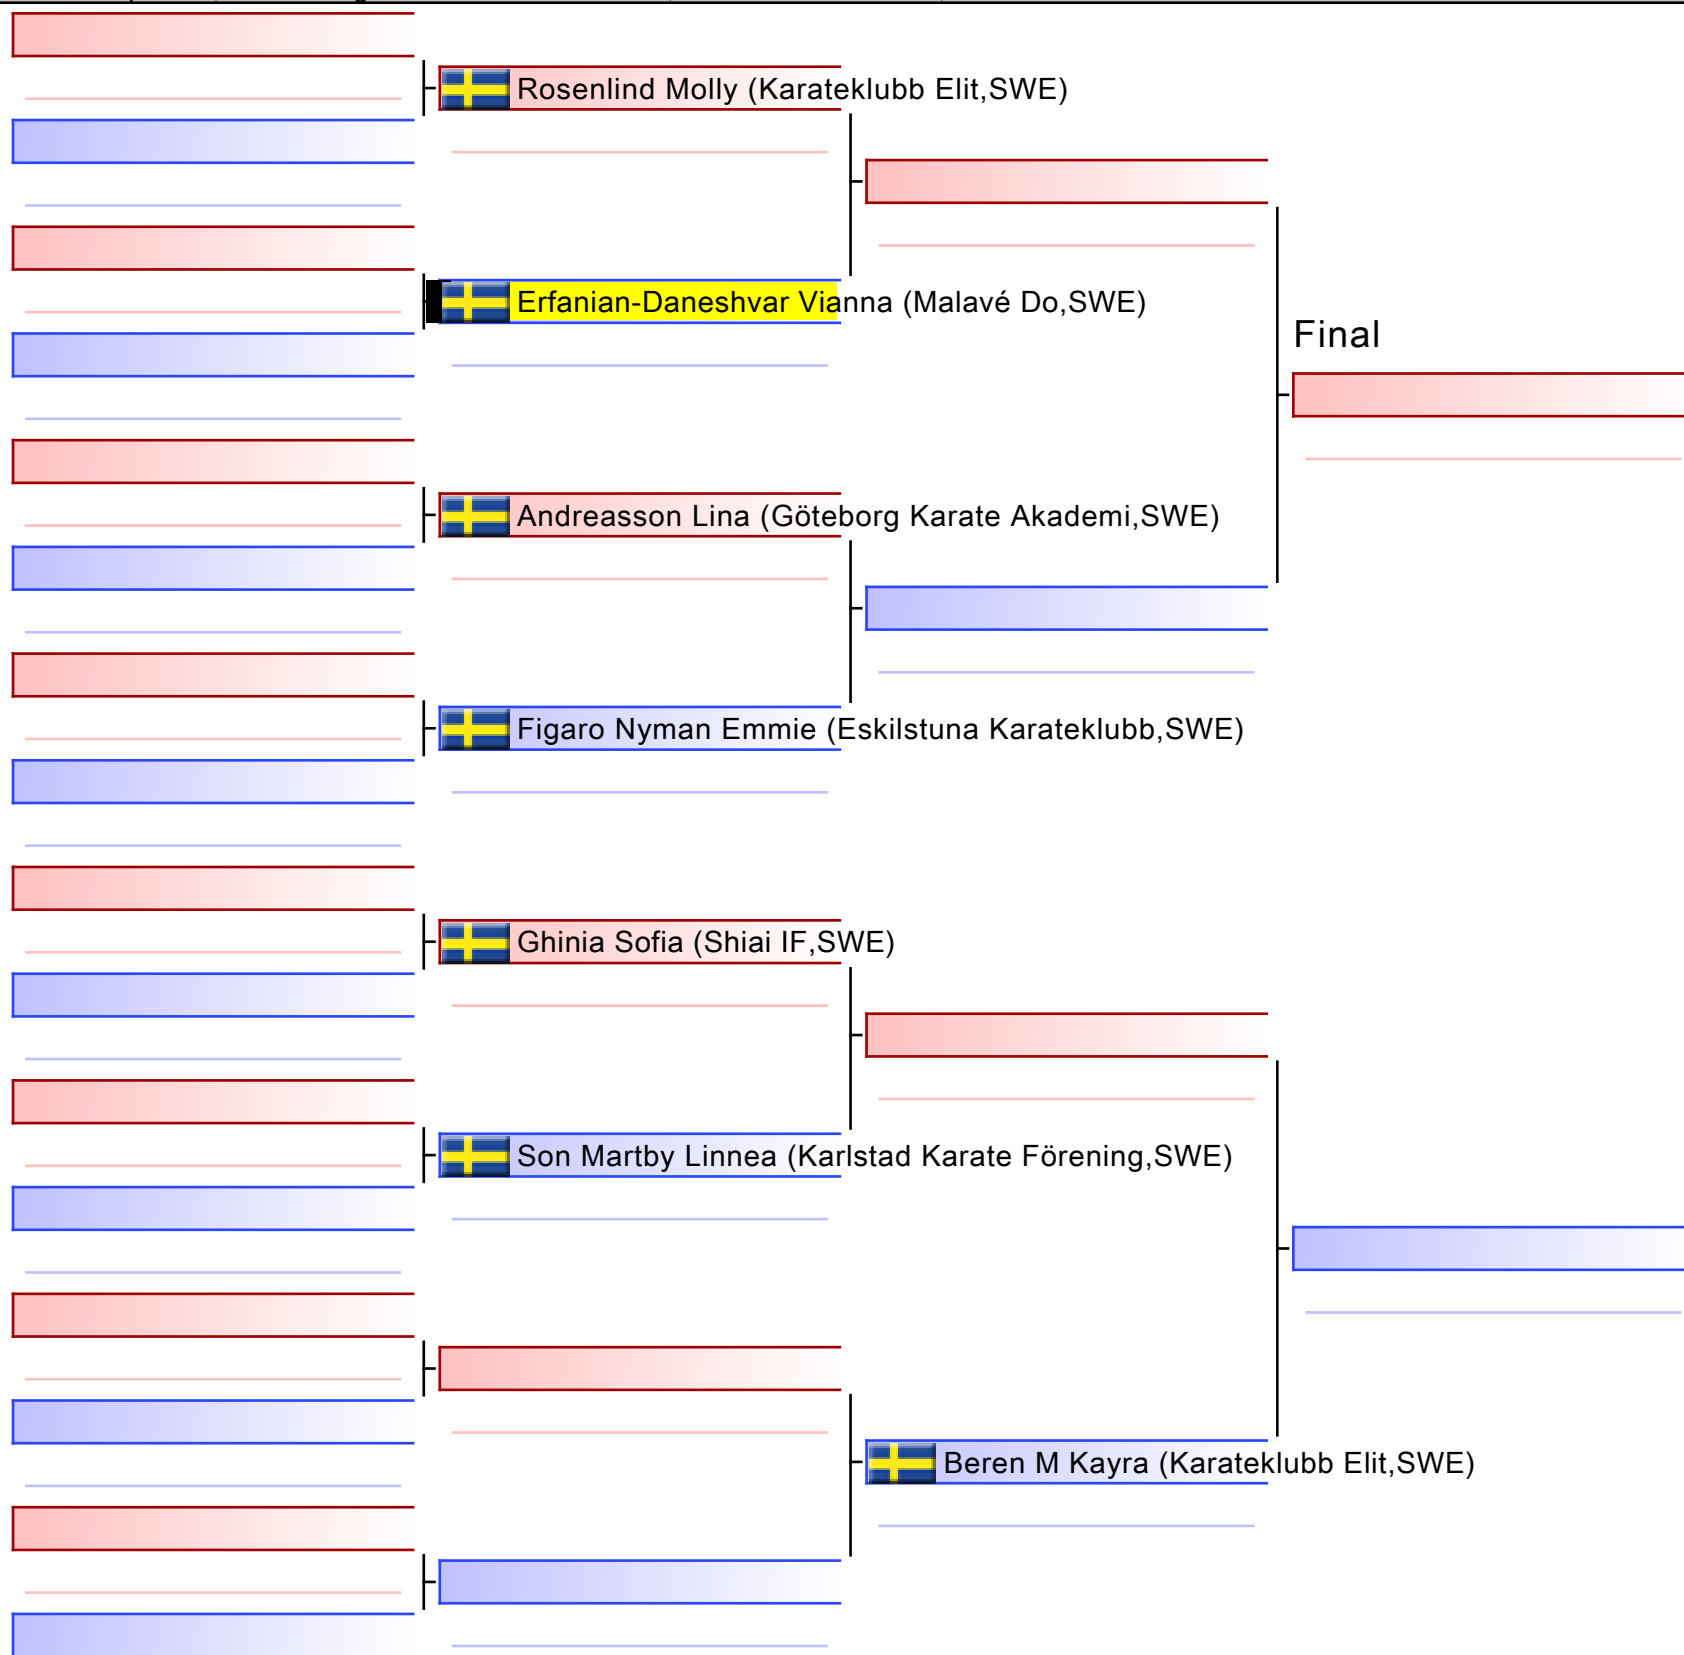 Rosenlind Molly (Karateklubb Elit,SWE)
Erfanian-Daneshvar Vianna (Malavé Do,SWE)
Final
Andreasson Lina (Göteborg Karate Akademi,SWE)
Figaro Nyman Emmie (Eskilstuna Karateklubb,SWE)
Ghinia Sofia (Shiai IF,SWE)
Son Martby Linnea (Karlstad Karate Förening,SWE)
Beren M Kayra (Karateklubb Elit,SWE)